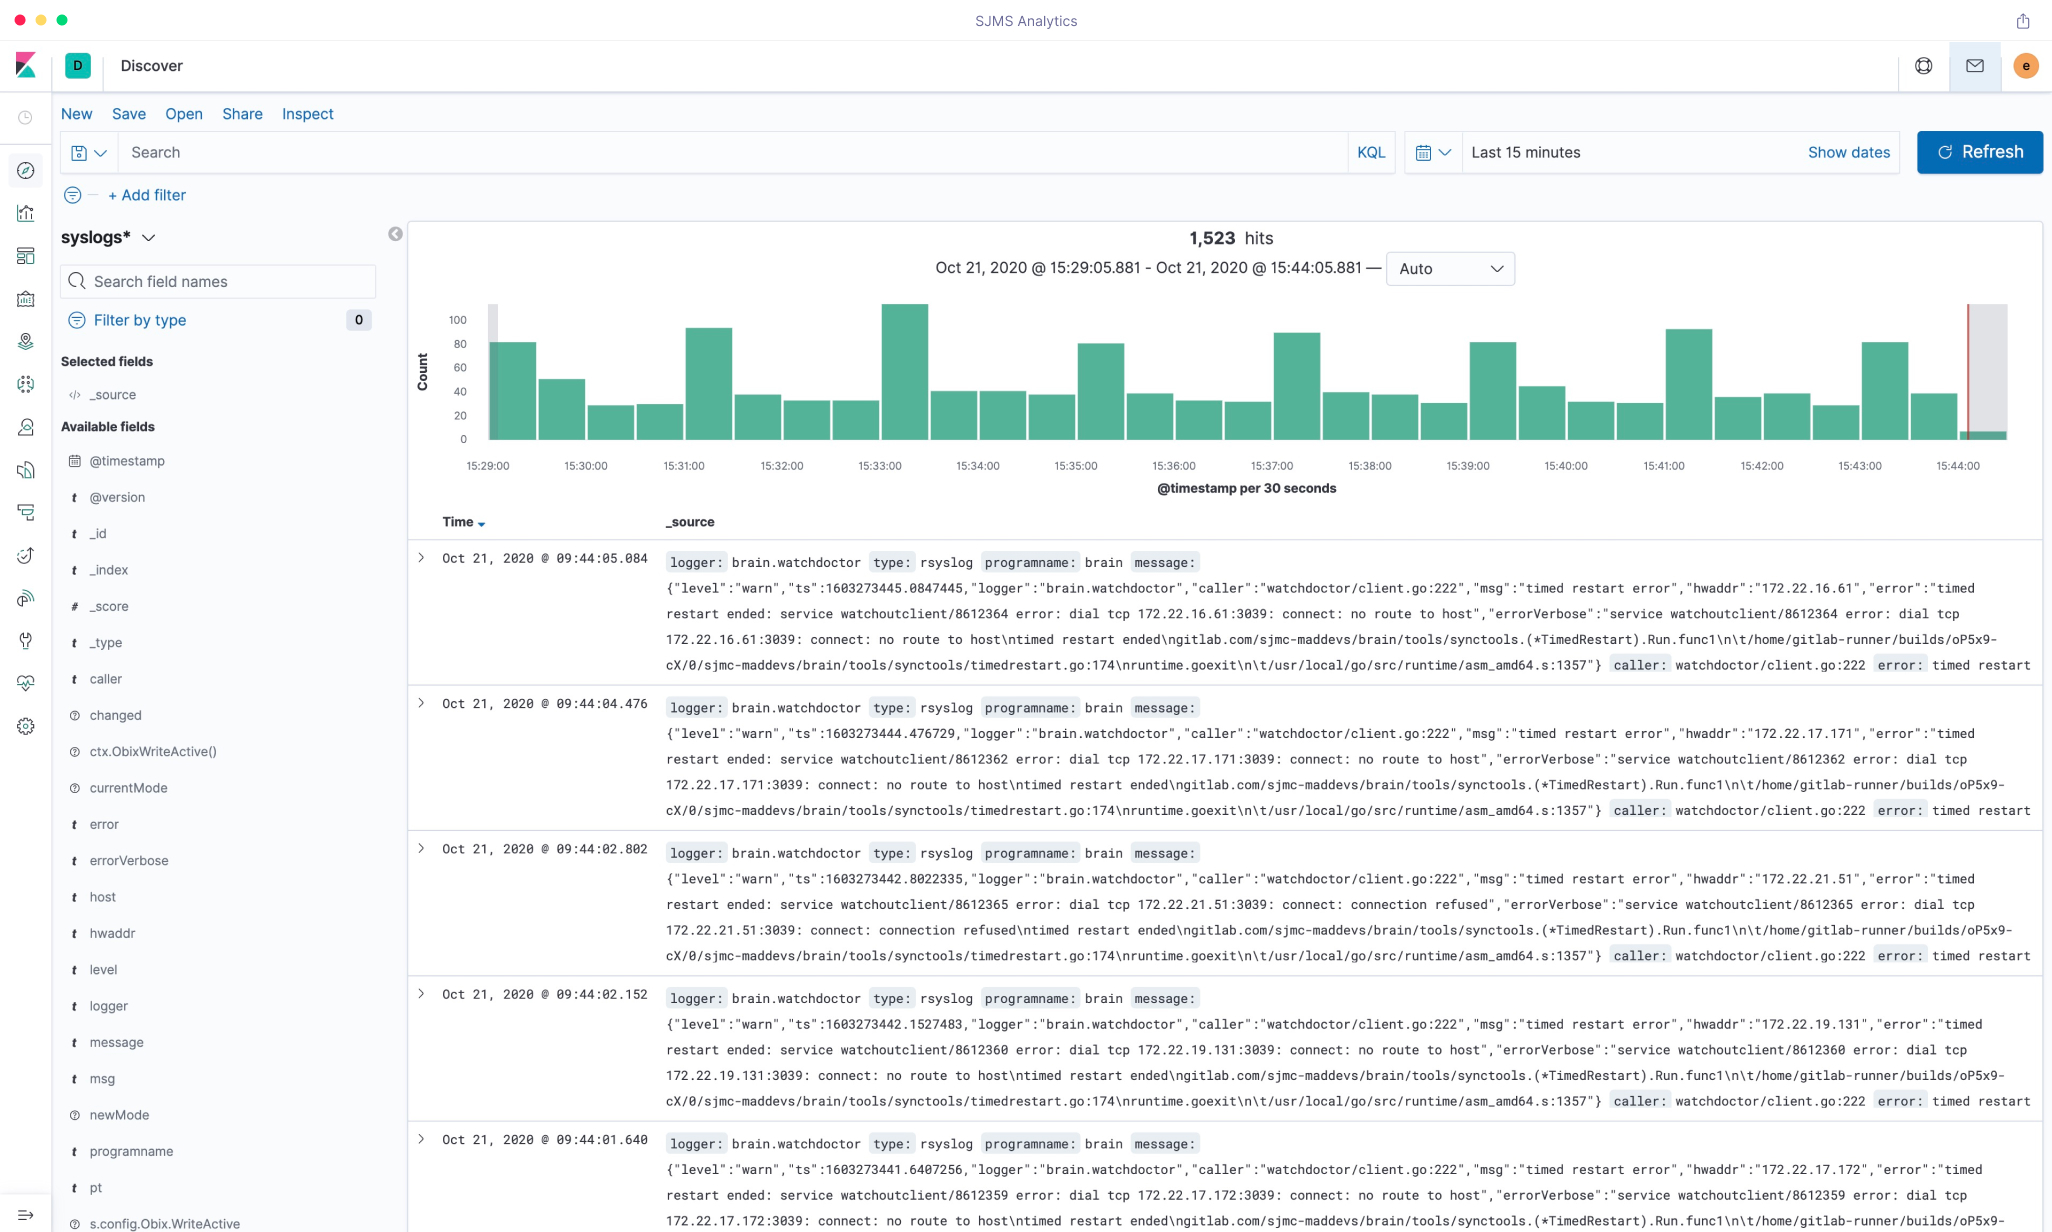 SJMS Analytics
D Discover e
New Save Open Share Inspect
Search KQL Last 15 minutes Show dates Refresh
+ Add filter
syslogs*
Search field names
Filter by type 0
Selected fields
</> _source
Available fields
@timestamp
t @version
t _id
t _index
# _score
t _type
t caller
? changed
? ctx.ObixWriteActive()
? currentMode
t error
t errorVerbose
t host
t hwaddr
t level
t logger
t message
t msg
? newMode
t programname
t pt
? s.config.Obix.WriteActive
1,523 hits
Oct 21, 2020 @ 15:29:05.881 - Oct 21, 2020 @ 15:44:05.881 — Auto
Count
100
80
60
40
20
0
15:29:00 15:30:00 15:31:00 15:32:00 15:33:00 15:34:00 15:35:00 15:36:00 15:37:00 15:38:00 15:39:00 15:40:00 15:41:00 15:42:00 15:43:00 15:44:00
@timestamp per 30 seconds
Time _source
Oct 21, 2020 @ 09:44:05.084 logger: brain.watchdoctor type: rsyslog programname: brain message:
{"level":"warn","ts":1603273445.0847445,"logger":"brain.watchdoctor","caller":"watchdoctor/client.go:222","msg":"timed restart error","hwaddr":"172.22.16.61","error":"timed
restart ended: service watchoutclient/8612364 error: dial tcp 172.22.16.61:3039: connect: no route to host","errorVerbose":"service watchoutclient/8612364 error: dial tcp
172.22.16.61:3039: connect: no route to host\ntimed restart ended\ngitlab.com/sjmc-maddevs/brain/tools/synctools.(*TimedRestart).Run.func1\n\t/home/gitlab-runner/builds/oP5x9-
cX/0/sjmc-maddevs/brain/tools/synctools/timedrestart.go:174\nruntime.goexit\n\t/usr/local/go/src/runtime/asm_amd64.s:1357"} caller: watchdoctor/client.go:222 error: timed restart
Oct 21, 2020 @ 09:44:04.476 logger: brain.watchdoctor type: rsyslog programname: brain message:
{"level":"warn","ts":1603273444.476729,"logger":"brain.watchdoctor","caller":"watchdoctor/client.go:222","msg":"timed restart error","hwaddr":"172.22.17.171","error":"timed
restart ended: service watchoutclient/8612362 error: dial tcp 172.22.17.171:3039: connect: no route to host","errorVerbose":"service watchoutclient/8612362 error: dial tcp
172.22.17.171:3039: connect: no route to host\ntimed restart ended\ngitlab.com/sjmc-maddevs/brain/tools/synctools.(*TimedRestart).Run.func1\n\t/home/gitlab-runner/builds/oP5x9-
cX/0/sjmc-maddevs/brain/tools/synctools/timedrestart.go:174\nruntime.goexit\n\t/usr/local/go/src/runtime/asm_amd64.s:1357"} caller: watchdoctor/client.go:222 error: timed restart
Oct 21, 2020 @ 09:44:02.802 logger: brain.watchdoctor type: rsyslog programname: brain message:
{"level":"warn","ts":1603273442.8022335,"logger":"brain.watchdoctor","caller":"watchdoctor/client.go:222","msg":"timed restart error","hwaddr":"172.22.21.51","error":"timed
restart ended: service watchoutclient/8612365 error: dial tcp 172.22.21.51:3039: connect: connection refused","errorVerbose":"service watchoutclient/8612365 error: dial tcp
172.22.21.51:3039: connect: connection refused\ntimed restart ended\ngitlab.com/sjmc-maddevs/brain/tools/synctools.(*TimedRestart).Run.func1\n\t/home/gitlab-runner/builds/oP5x9-
cX/0/sjmc-maddevs/brain/tools/synctools/timedrestart.go:174\nruntime.goexit\n\t/usr/local/go/src/runtime/asm_amd64.s:1357"} caller: watchdoctor/client.go:222 error: timed restart
Oct 21, 2020 @ 09:44:02.152 logger: brain.watchdoctor type: rsyslog programname: brain message:
{"level":"warn","ts":1603273442.1527483,"logger":"brain.watchdoctor","caller":"watchdoctor/client.go:222","msg":"timed restart error","hwaddr":"172.22.19.131","error":"timed
restart ended: service watchoutclient/8612360 error: dial tcp 172.22.19.131:3039: connect: no route to host","errorVerbose":"service watchoutclient/8612360 error: dial tcp
172.22.19.131:3039: connect: no route to host\ntimed restart ended\ngitlab.com/sjmc-maddevs/brain/tools/synctools.(*TimedRestart).Run.func1\n\t/home/gitlab-runner/builds/oP5x9-
cX/0/sjmc-maddevs/brain/tools/synctools/timedrestart.go:174\nruntime.goexit\n\t/usr/local/go/src/runtime/asm_amd64.s:1357"} caller: watchdoctor/client.go:222 error: timed restart
Oct 21, 2020 @ 09:44:01.640 logger: brain.watchdoctor type: rsyslog programname: brain message:
{"level":"warn","ts":1603273441.6407256,"logger":"brain.watchdoctor","caller":"watchdoctor/client.go:222","msg":"timed restart error","hwaddr":"172.22.17.172","error":"timed
restart ended: service watchoutclient/8612359 error: dial tcp 172.22.17.172:3039: connect: no route to host","errorVerbose":"service watchoutclient/8612359 error: dial tcp
172.22.17.172:3039: connect: no route to host\ntimed restart ended\ngitlab.com/sjmc-maddevs/brain/tools/synctools.(*TimedRestart).Run.func1\n\t/home/gitlab-runner/builds/oP5x9-